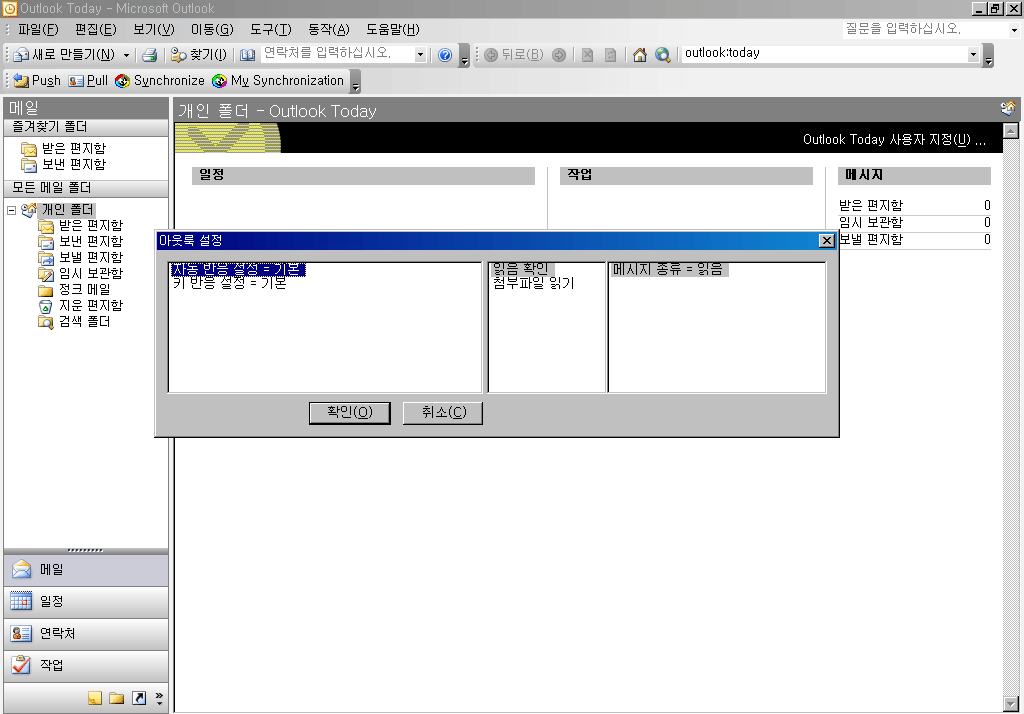 Outlook Today - Microsoft Outlook
파일(F) 편집(E) 보기(V) 이동(G) 도구(T) 동작(A) 도움말(H) 질문을 입력하십시오.
새로 만들기(N) 찾기(I) 연락처를 입력하십시오. 뒤로(B) outlook:today
Push Pull Synchronize My Synchronization
메일
개인 폴더 - Outlook Today
즐겨찾기 폴더
받은 편지함
보낸 편지함
모든 메일 폴더
개인 폴더
받은 편지함
보낸 편지함
보낼 편지함
임시 보관함
정크 메일
지운 편지함
검색 폴더
Outlook Today 사용자 지정(U) ...
일정 작업 메시지
받은 편지함 0
임시 보관함 0
보낼 편지함 0
아웃룩 설정
자동 반응 설정 = 기본 읽음 확인 메시지 종류 = 읽음
키 반응 설정 = 기본 첨부파일 읽기
확인(O) 취소(C)
메일
일정
연락처
작업